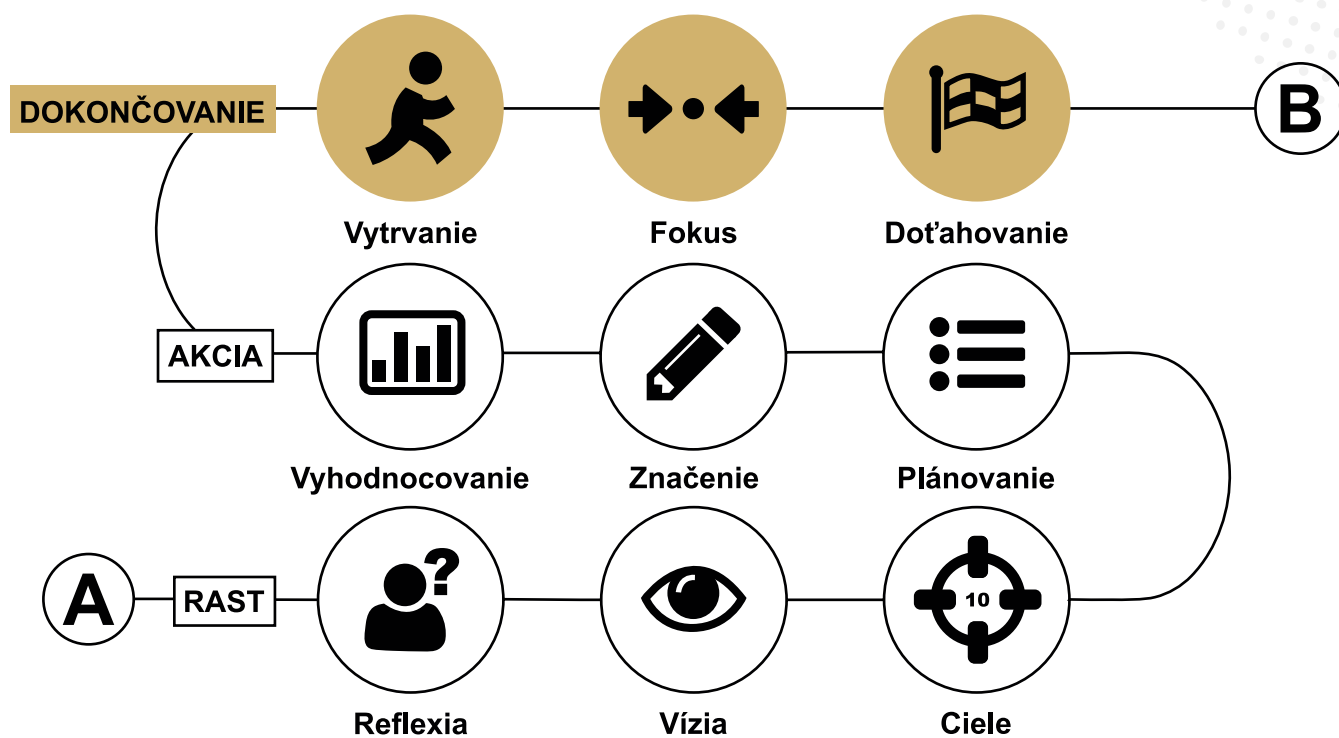 DOKONČOVANIE
B
Vytrvanie
Fokus
Doťahovanie
AKCIA
Vyhodnocovanie
Značenie
Plánovanie
A
RAST
?
10
Reflexia
Vízia
Ciele